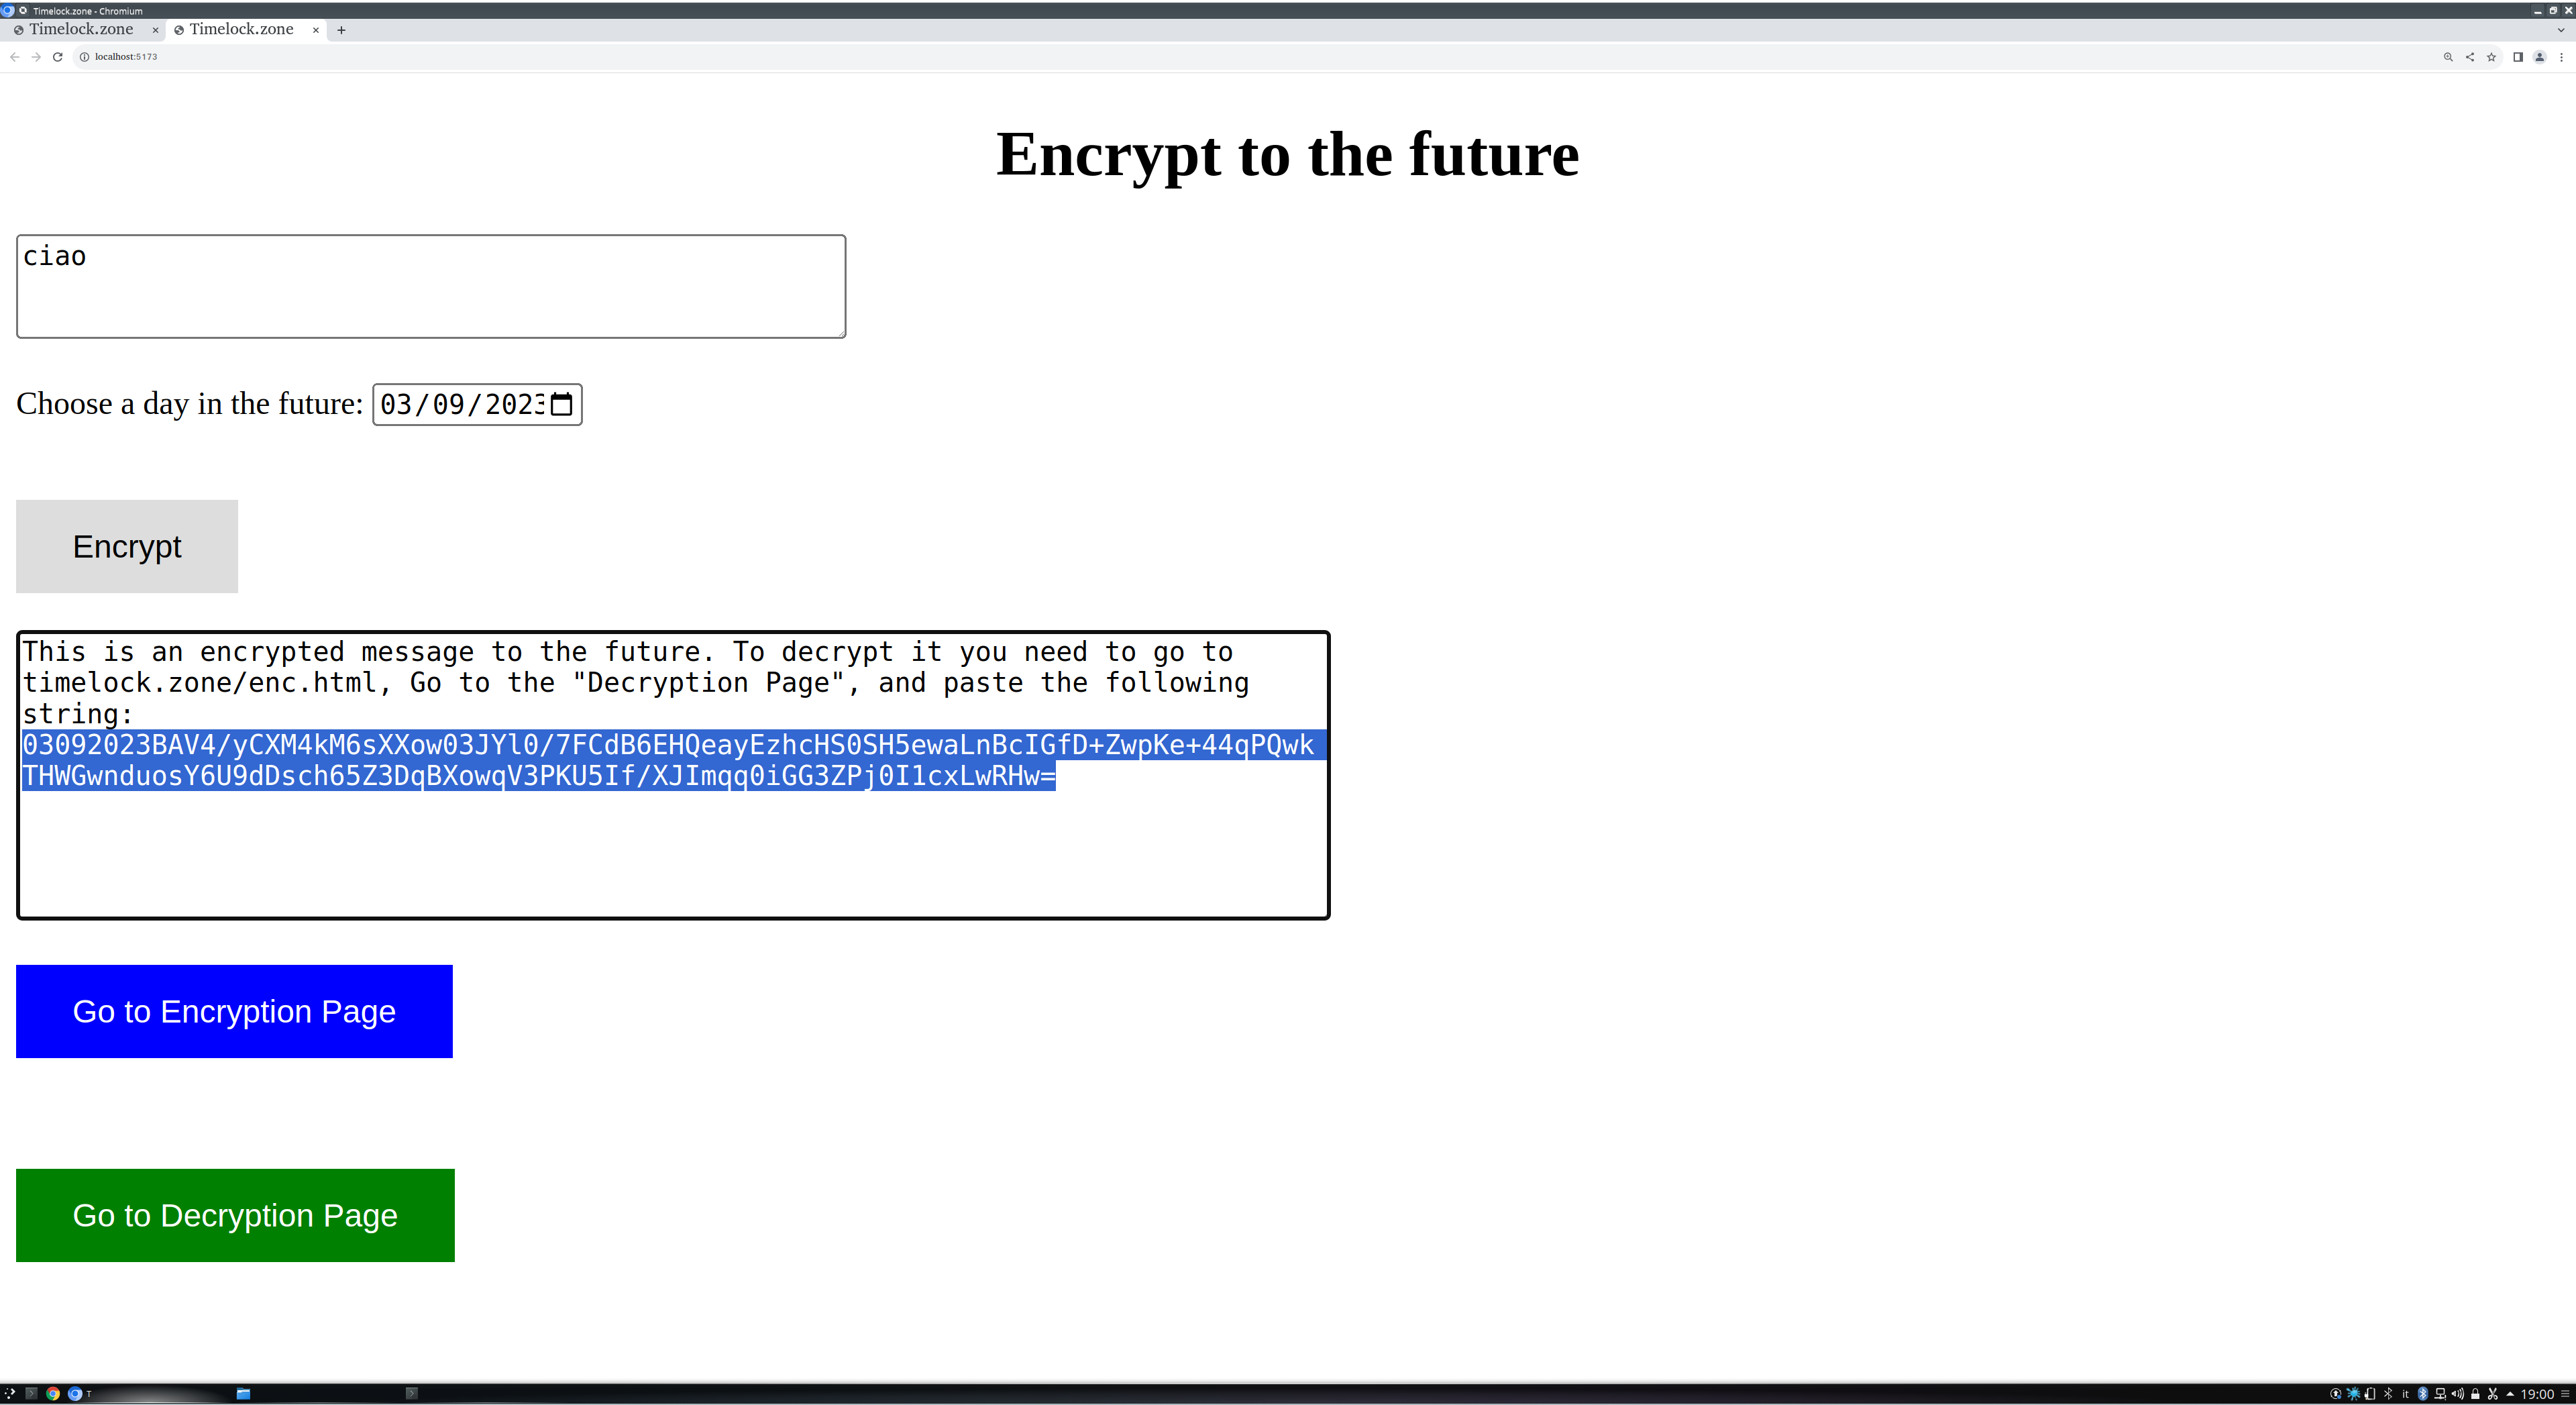 Timelock.zone - Chromium
Timelock.zone
Timelock.zone
localhost:5173
Encrypt to the future
ciao
Choose a day in the future: 03/09/2023
Encrypt
This is an encrypted message to the future. To decrypt it you need to go to
timelock.zone/enc.html, Go to the "Decryption Page", and paste the following
string:
03092023BAV4/yCXM4kM6sXXow03JYl0/7FCdB6EHQeayEzhcHS0SH5ewaLnBcIGfD+ZwpKe+44qPQwk
THWGwnduosY6U9dDsch65Z3DqBXowqV3PKU5If/XJImqq0iGG3ZPj0I1cxLwRHw=
Go to Encryption Page
Go to Decryption Page
T
it
19:00